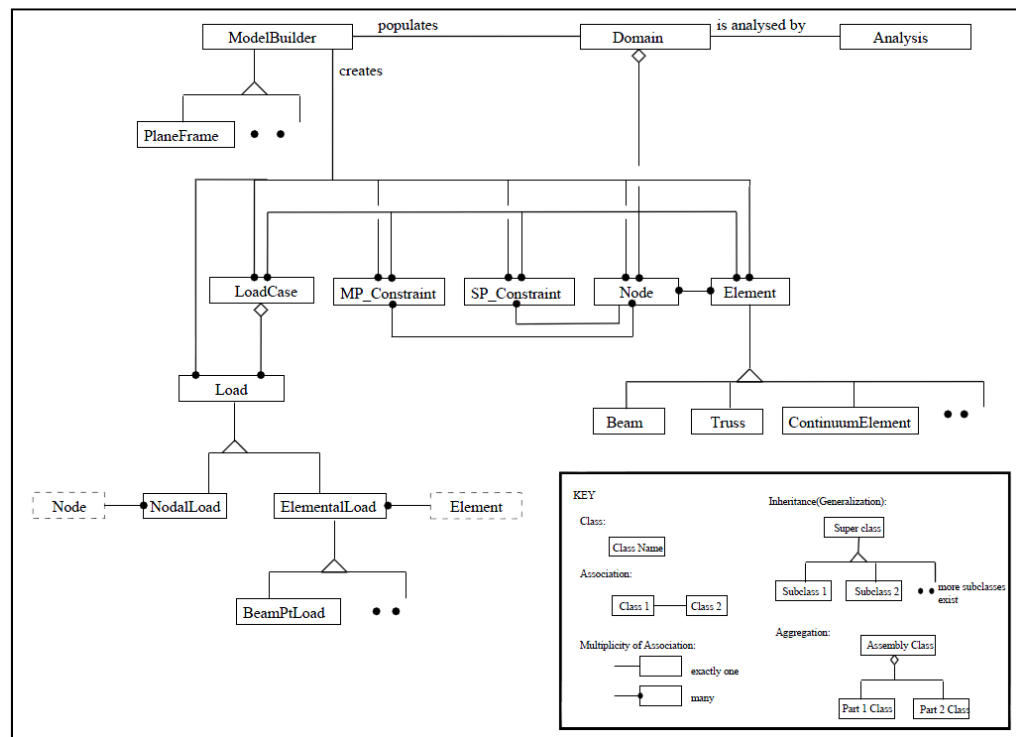 ModelBuilder
populates
Domain
is analysed by
Analysis
creates
PlaneFrame
LoadCase
MP_Constraint
SP_Constraint
Node
Element
Load
Beam
Truss
ContinuumElement
Node
NodalLoad
ElementalLoad
Element
BeamPtLoad
KEY
Class:
Class Name
Association:
Class 1
Class 2
Multiplicity of Association:
exactly one
many
Inheritance(Generalization):
Super class
Subclass 1
Subclass 2
more subclasses
exist
Aggregation:
Assembly Class
Part 1 Class
Part 2 Class